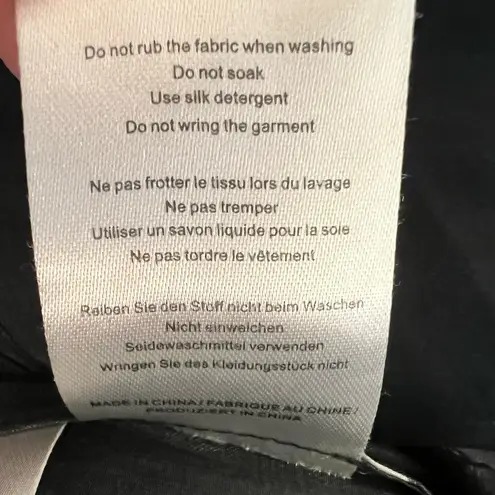 Do not rub the fabric when washing
Do not soak
Use silk detergent
Do not wring the garment
Ne pas frotter le tissu lors du lavage
Ne pas tremper
Utiliser un savon liquide pour la soie
Ne pas tordre le vêtement
Reiben Sie den Stoff nicht beim Waschen
Nicht einweichen
Seidewaschmittel verwenden
Wringen Sie das Kleidungsstück nicht
MADE IN CHINA / FABRIQUE AU CHINE /
PRODUZIERT IN CHINA